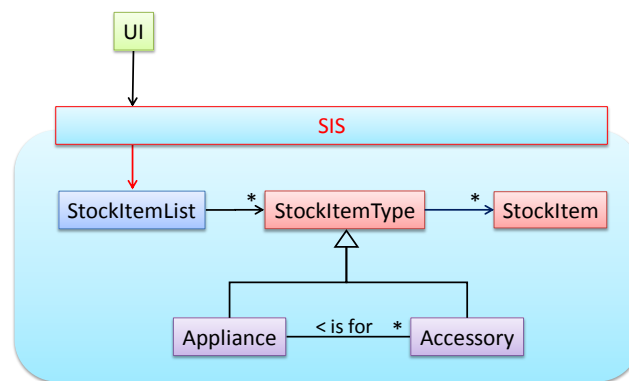 UI
SIS
StockItemList * StockItemType * StockItem
Appliance < is for * Accessory